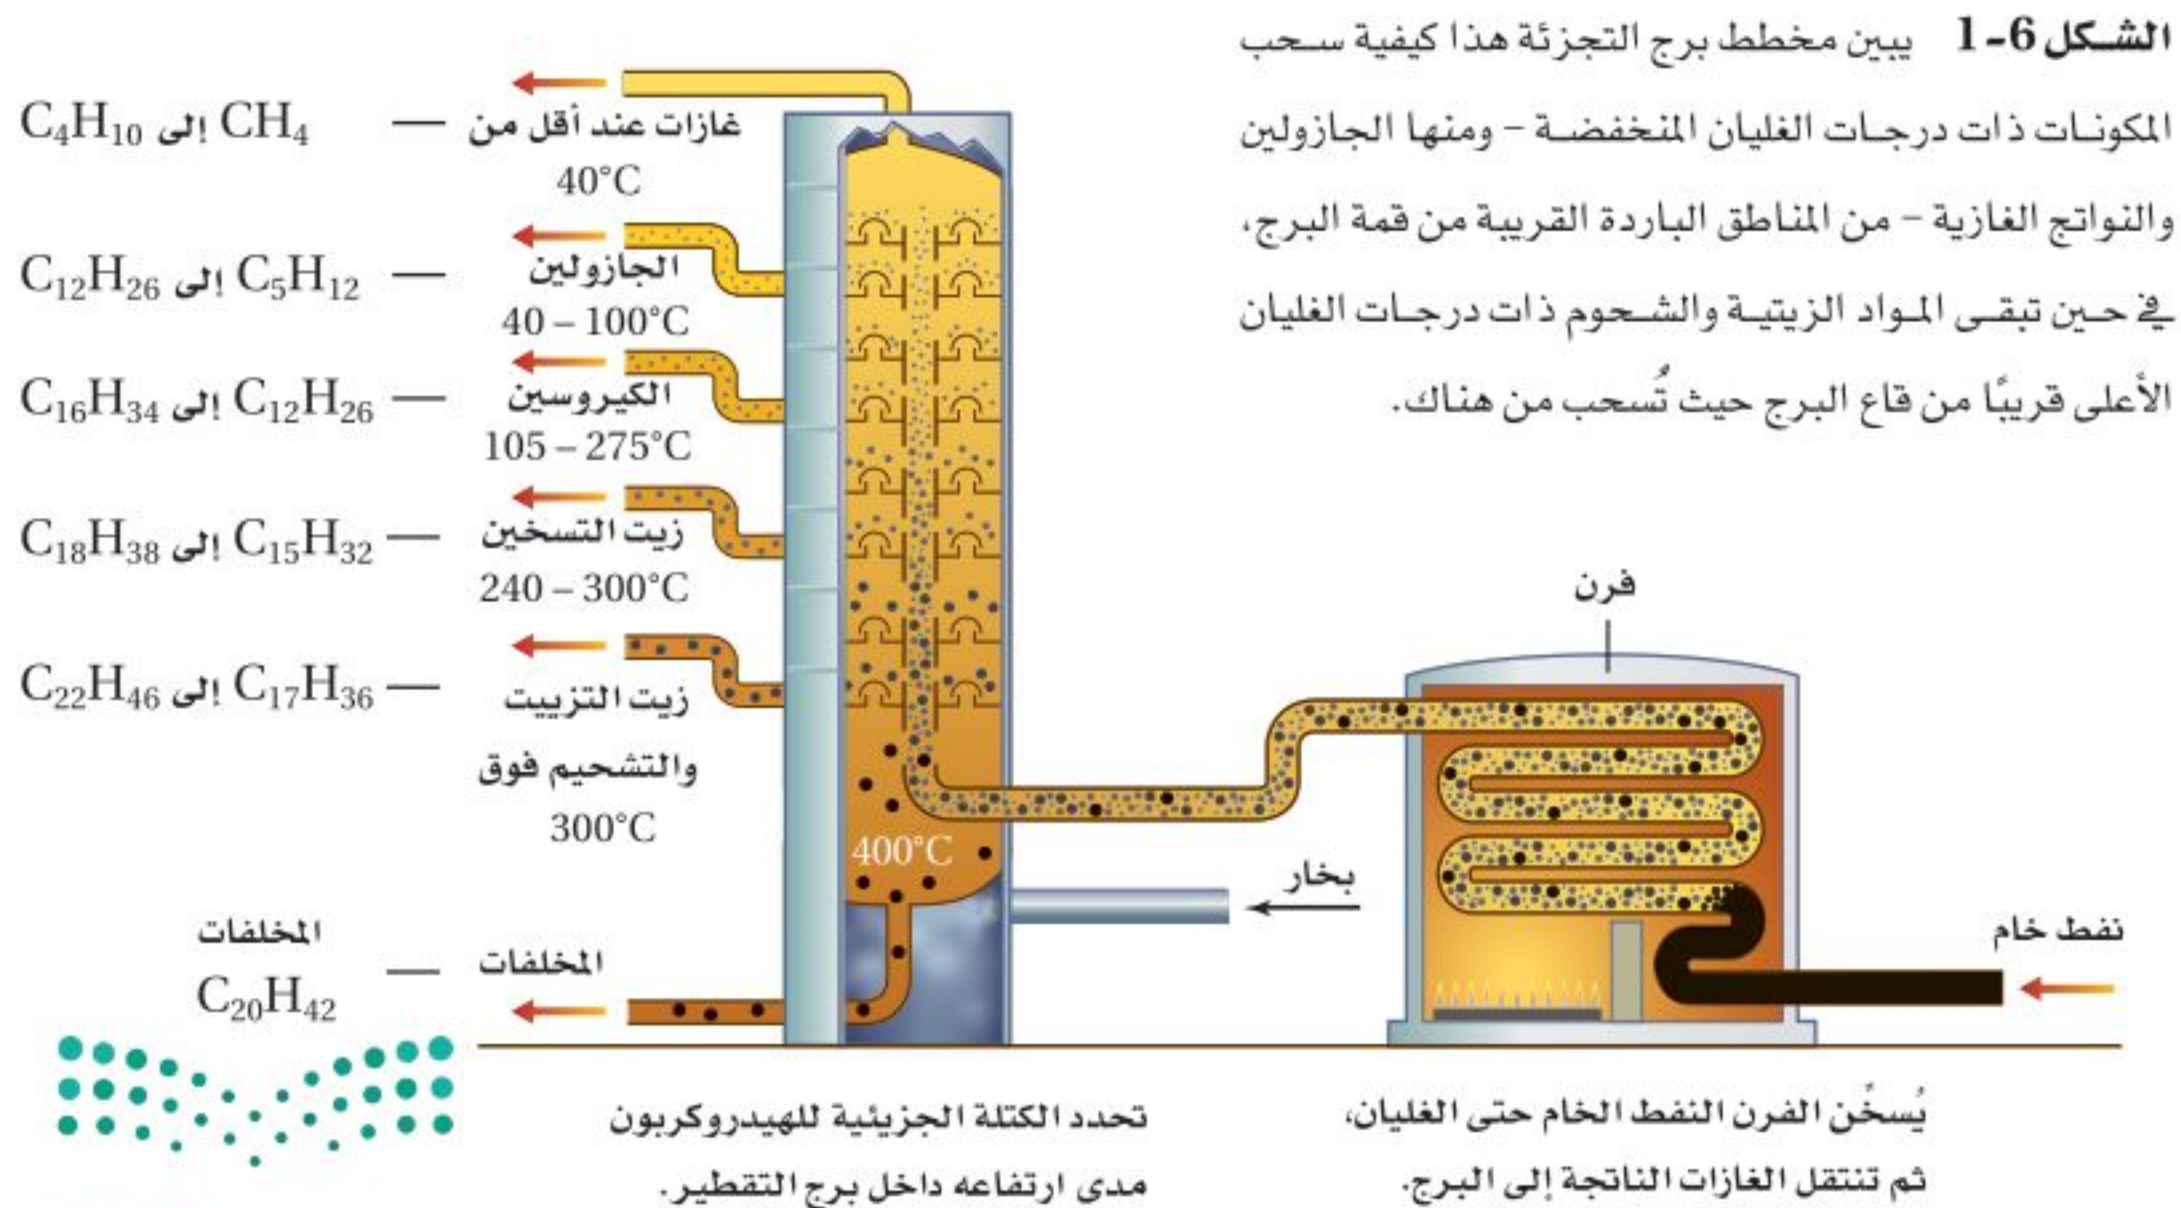 الشكل 6-1 يبين مخطط برج التجزئة هذا كيفية سحب
المكونات ذات درجات الغليان المنخفضة – ومنها الجازولين
والنواتج الغازية – من المناطق الباردة القريبة من قمة البرج،
في حين تبقى المواد الزيتية والشحوم ذات درجات الغليان
الأعلى قريبًا من قاع البرج حيث تُسحب من هناك.
غازات عند أقل من — CH₄ إلى C₄H₁₀
40°C
الجازولين — C₅H₁₂ إلى C₁₂H₂₆
40 – 100°C
الكيروسين — C₁₂H₂₆ إلى C₁₆H₃₄
105 – 275°C
زيت التسخين — C₁₅H₃₂ إلى C₁₈H₃₈
240 – 300°C
زيت التزييت — C₁₇H₃₆ إلى C₂₂H₄₆
والتشحيم فوق
300°C
400°C
فرن
بخار
نفط خام
المخلفات — المخلفات
C₂₀H₄₂
يُسخِّن الفرن النفط الخام حتى الغليان،
ثم تنتقل الغازات الناتجة إلى البرج.
تحدد الكتلة الجزيئية للهيدروكربون
مدى ارتفاعه داخل برج التقطير.